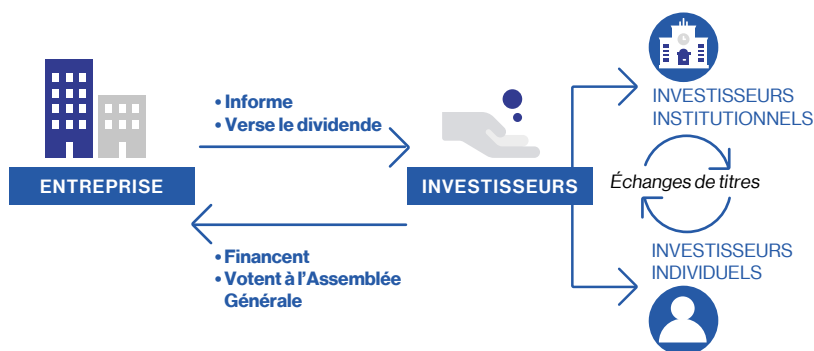 • Informe
• Verse le dividende
ENTREPRISE
INVESTISSEURS
• Financent
• Votent à l'Assemblée
Générale
INVESTISSEURS
INSTITUTIONNELS
Échanges de titres
INVESTISSEURS
INDIVIDUELS